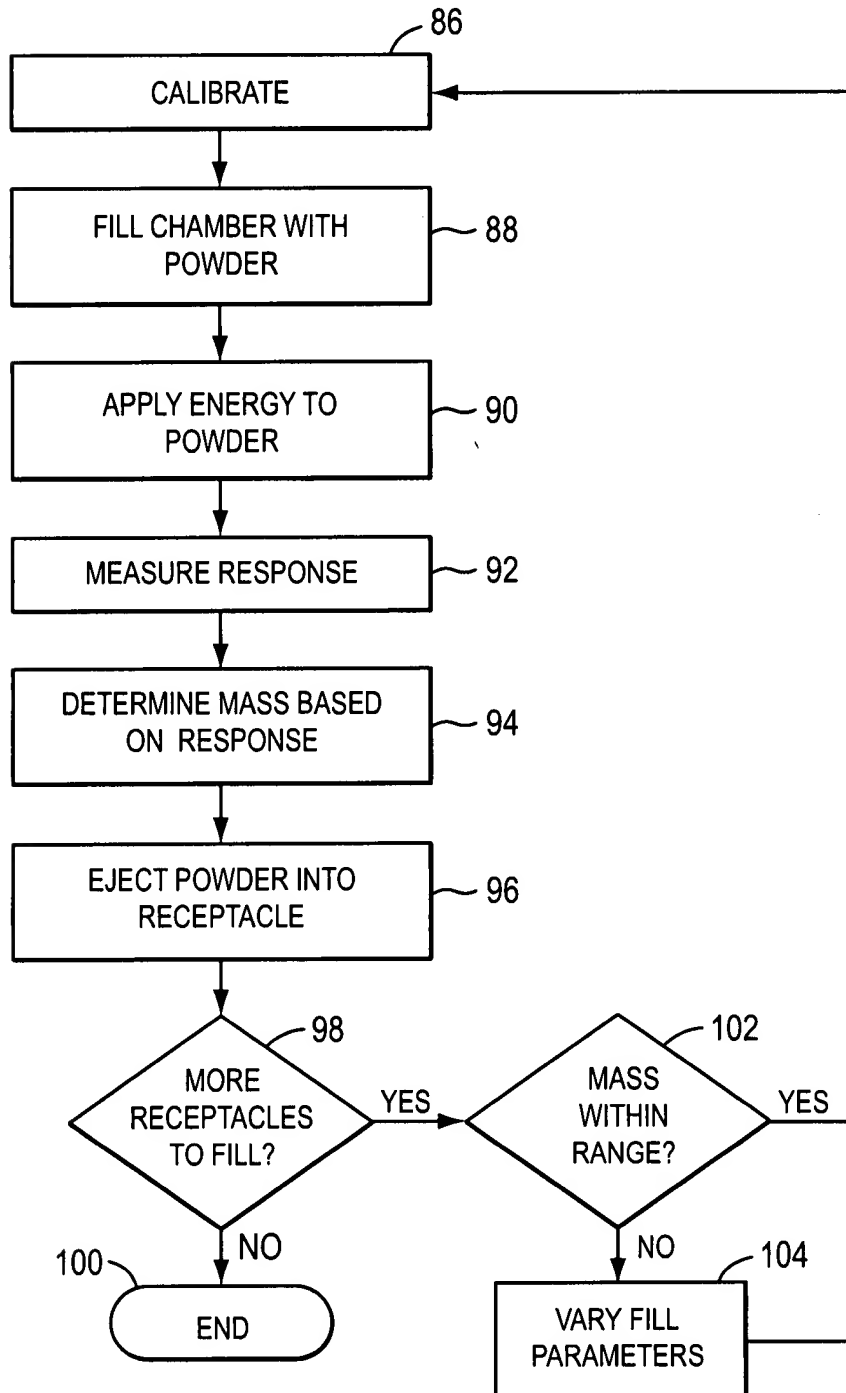 86
CALIBRATE
FILL CHAMBER WITH
POWDER
88
APPLY ENERGY TO
POWDER
90
MEASURE RESPONSE
92
DETERMINE MASS BASED
ON RESPONSE
94
EJECT POWDER INTO
RECEPTACLE
96
98
MORE
RECEPTACLES
TO FILL?
YES
102
MASS
WITHIN
RANGE?
YES
NO
100
END
NO
104
VARY FILL
PARAMETERS